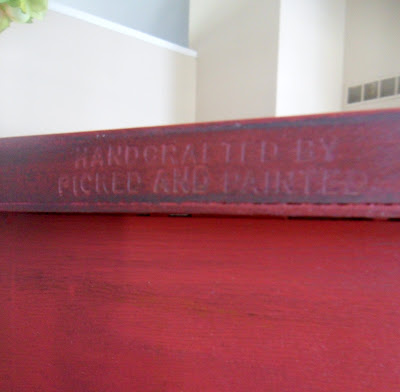 HANDCRAFTED BY
PICKED AND PAINTED